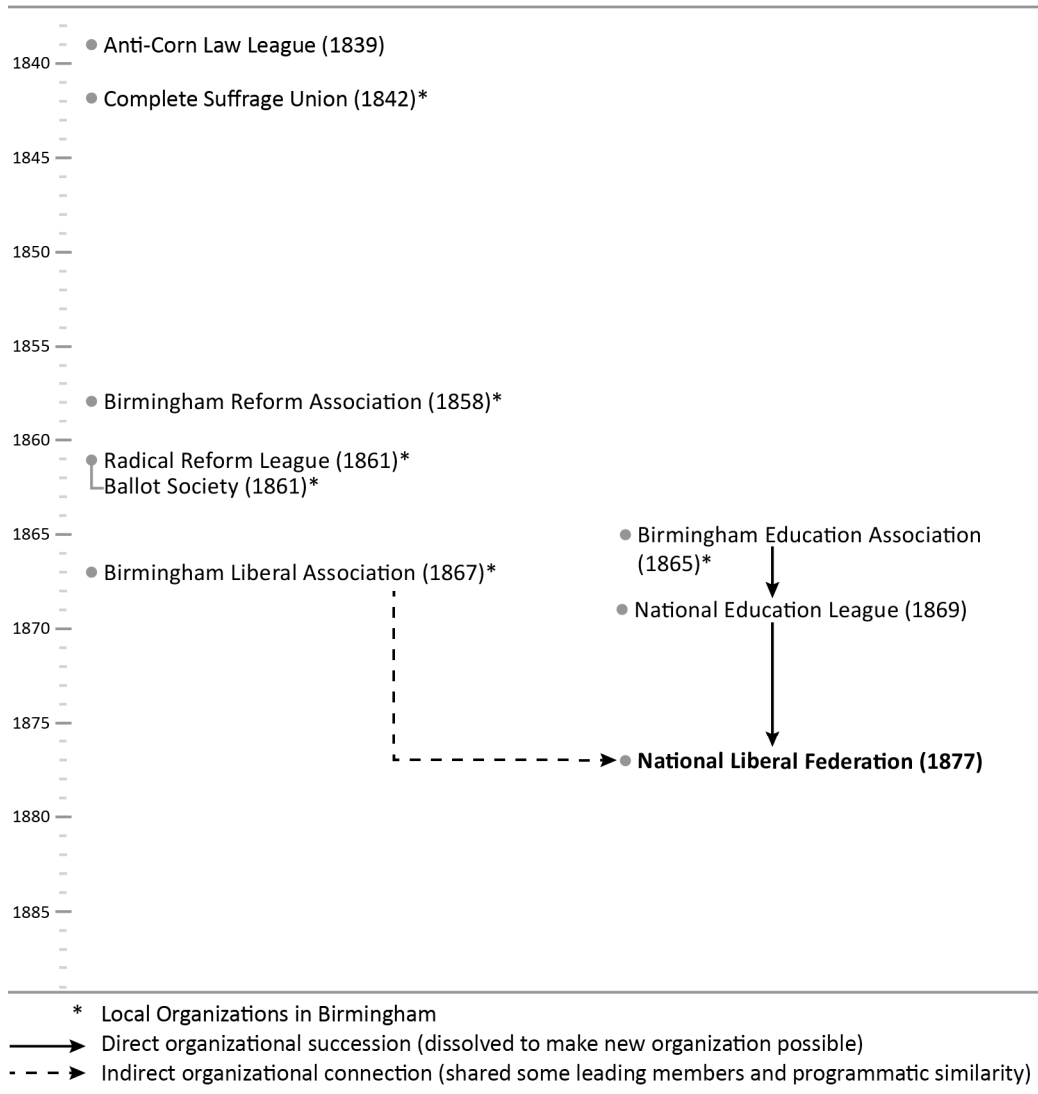 Anti-Corn Law League (1839)
1840
Complete Suffrage Union (1842)*
1845
1850
1855
Birmingham Reform Association (1858)*
1860
Radical Reform League (1861)*
Ballot Society (1861)*
1865
Birmingham Education Association
(1865)*
Birmingham Liberal Association (1867)*
National Education League (1869)
1870
1875
National Liberal Federation (1877)
1880
1885
* Local Organizations in Birmingham
Direct organizational succession (dissolved to make new organization possible)
Indirect organizational connection (shared some leading members and programmatic similarity)